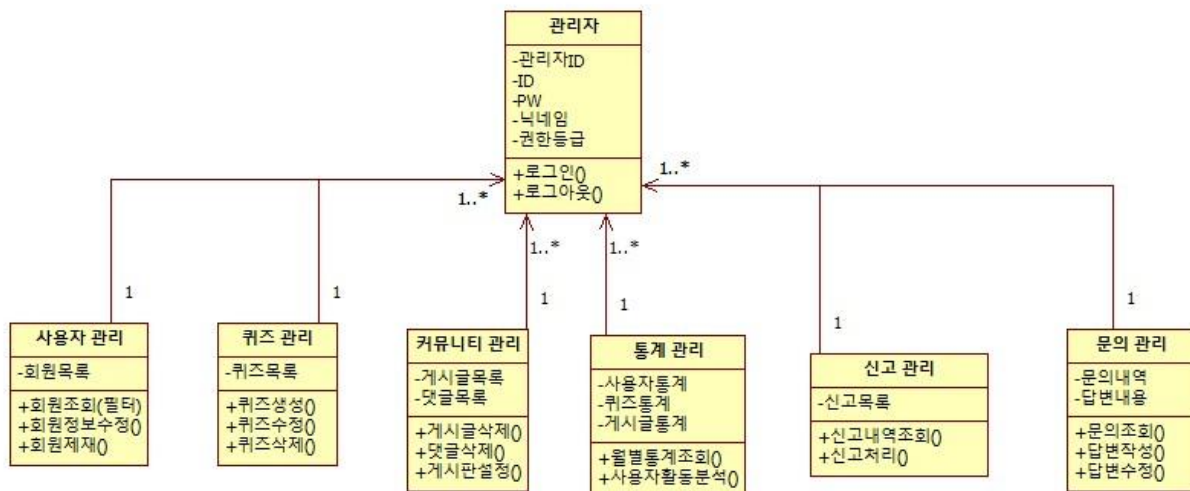 관리자
-관리자ID
-ID
-PW
-닉네임
-권한등급
+로그인()
+로그아웃()
1..*
1..*
1..*
1..*
1
1
1
1
1
1
사용자 관리
-회원목록
+회원조회(필터)
+회원정보수정()
+회원제재()
퀴즈 관리
-퀴즈목록
+퀴즈생성()
+퀴즈수정()
+퀴즈삭제()
커뮤니티 관리
-게시글목록
-댓글목록
+게시글삭제()
+댓글삭제()
+게시판설정()
통계 관리
-사용자통계
-퀴즈통계
-게시글통계
+월별통계조회()
+사용자활동분석()
신고 관리
-신고목록
+신고내역조회()
+신고처리()
문의 관리
-문의내역
-답변내용
+문의조회()
+답변작성()
+답변수정()